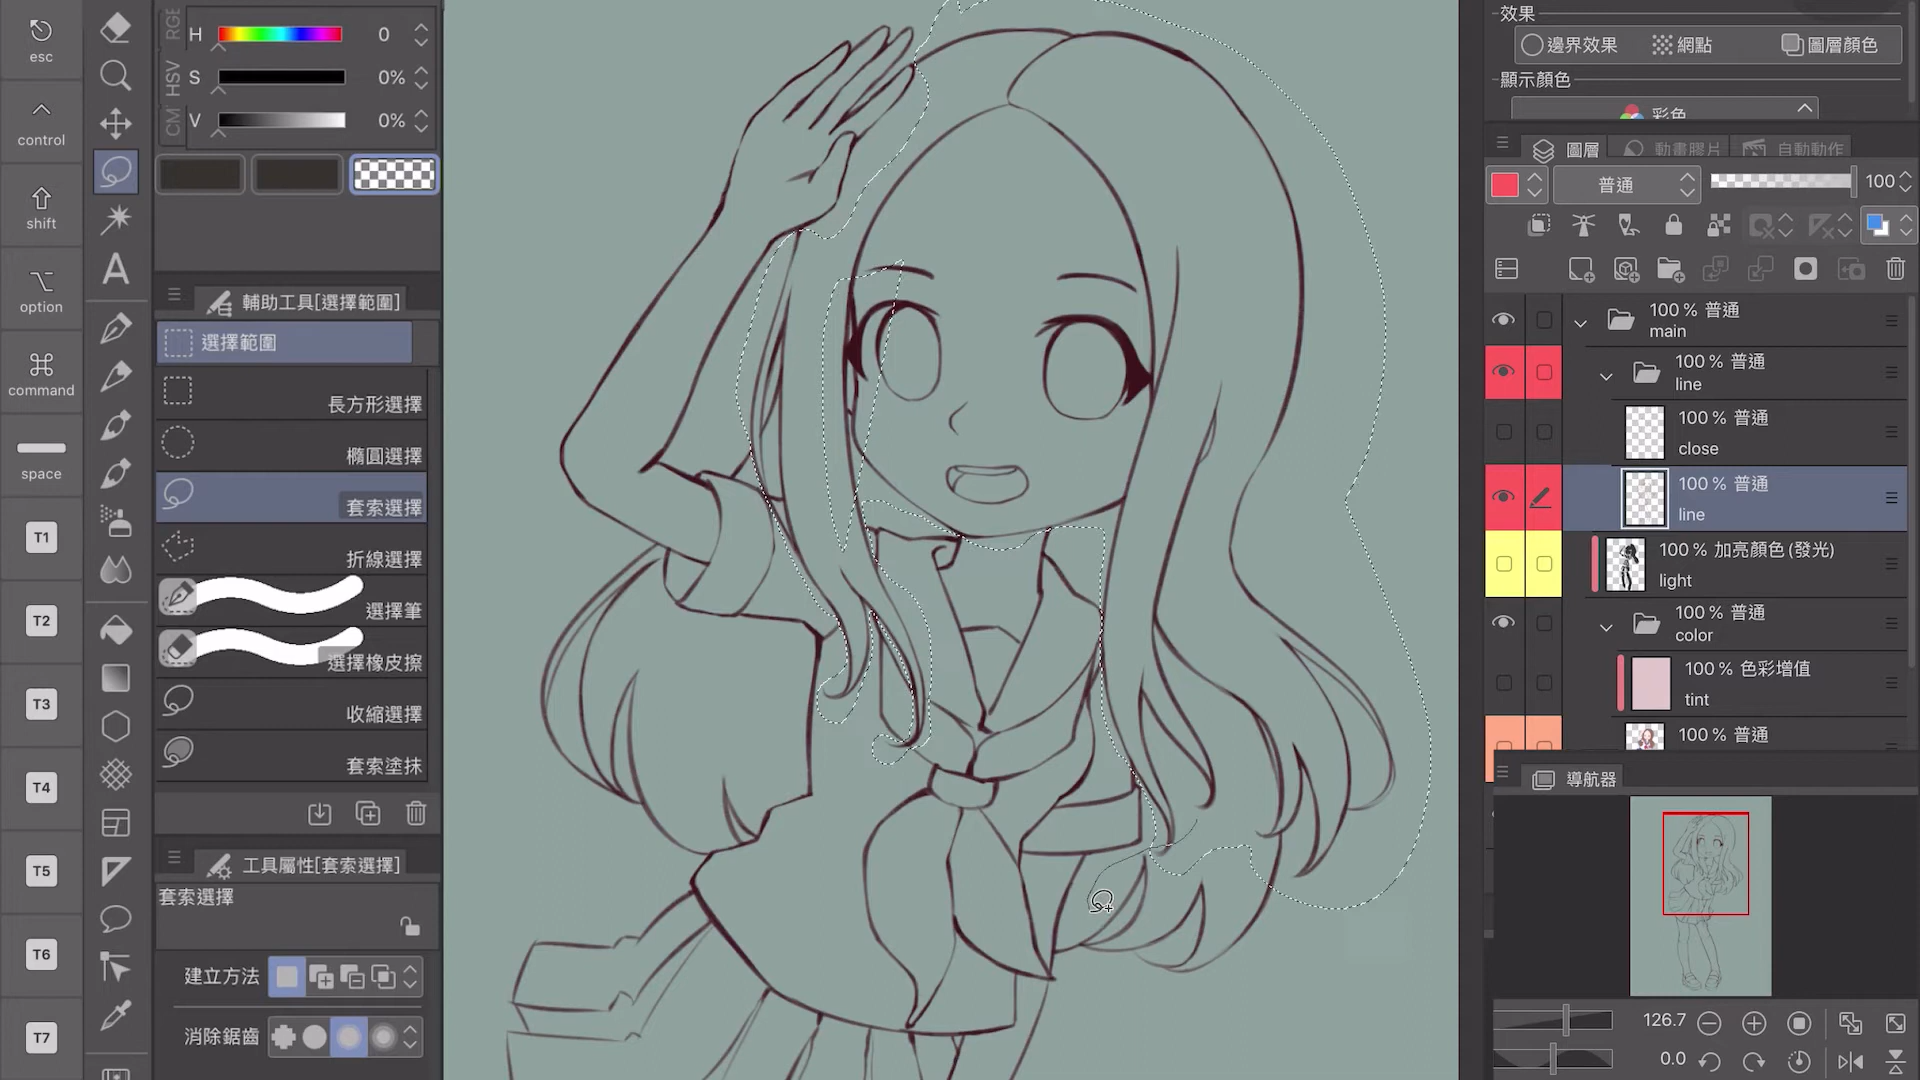 esc
control
shift
option
command
space
T1
T2
T3
T4
T5
T6
T7
A
RGB
HSV
CM
H 0
S 0%
V 0%
輔助工具[選擇範圍]
選擇範圍
長方形選擇
橢圓選擇
套索選擇
折線選擇
選擇筆
選擇橡皮擦
收縮選擇
套索塗抹
工具屬性[套索選擇]
套索選擇
建立方法
消除鋸齒
效果
邊界效果 網點 圖層顏色
顯示顏色
彩色
圖層 動畫膠片 自動動作
普通 100
100 % 普通
main
100 % 普通
line
100 % 普通
close
100 % 普通
line
100 % 加亮顏色(發光)
light
100 % 普通
color
100 % 色彩增值
tint
100 % 普通
導航器
126.7
0.0